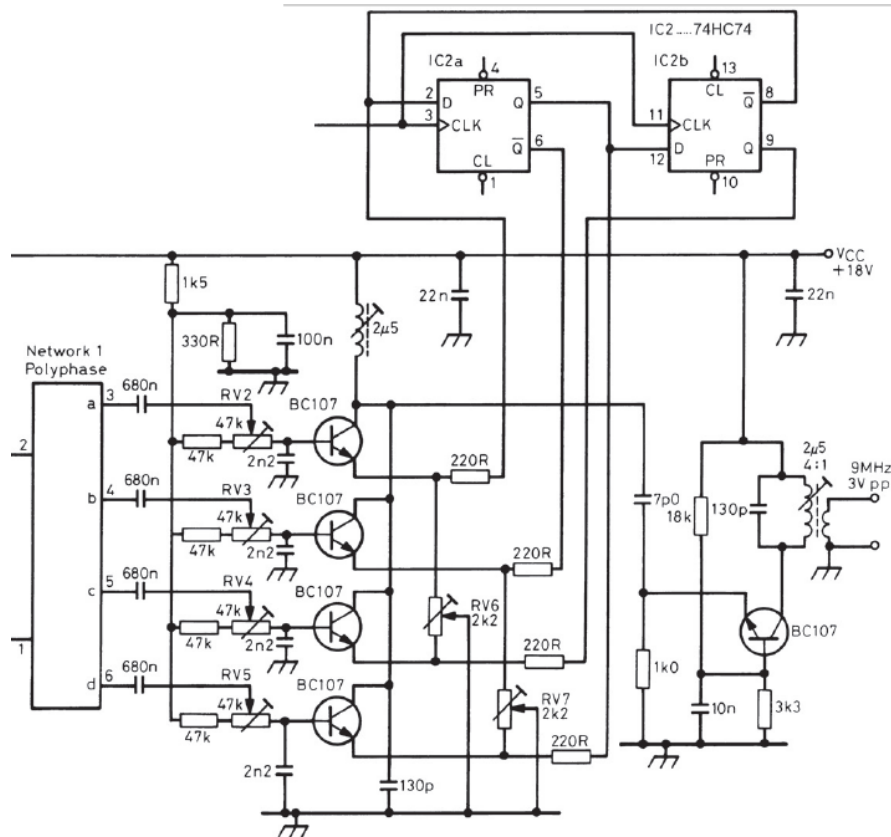 IC2.....74HC74
IC2a
IC2b
4
PR
2
D
Q
5
3
CLK
6
Q̅
CL
1
13
CL
Q̅
8
11
CLK
9
D
Q
12
PR
10
VCC
+18V
1k5
22n
22n
2µ5
330R
100n
Network 1
Polyphase
680n
3
RV2
BC107
a
47k
2µ5
4:1
9MHz
3V pp
2
47k
2n2
220R
680n
RV3
BC107
b
4
47k
7p0
18k
130p
47k
2n2
220R
680n
RV4
BC107
c
5
47k
RV6
2k2
BC107
1
47k
2n2
220R
1k0
680n
RV5
BC107
d
6
47k
RV7
2k2
10n
3k3
47k
220R
2n2
130p